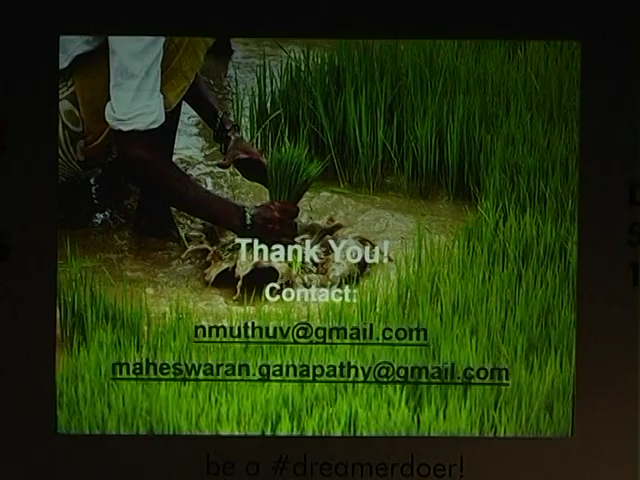 Thank You!
Contact:
nmuthuv@gmail.com
maheswaran.ganapathy@gmail.com
be a #dreamerdoer!